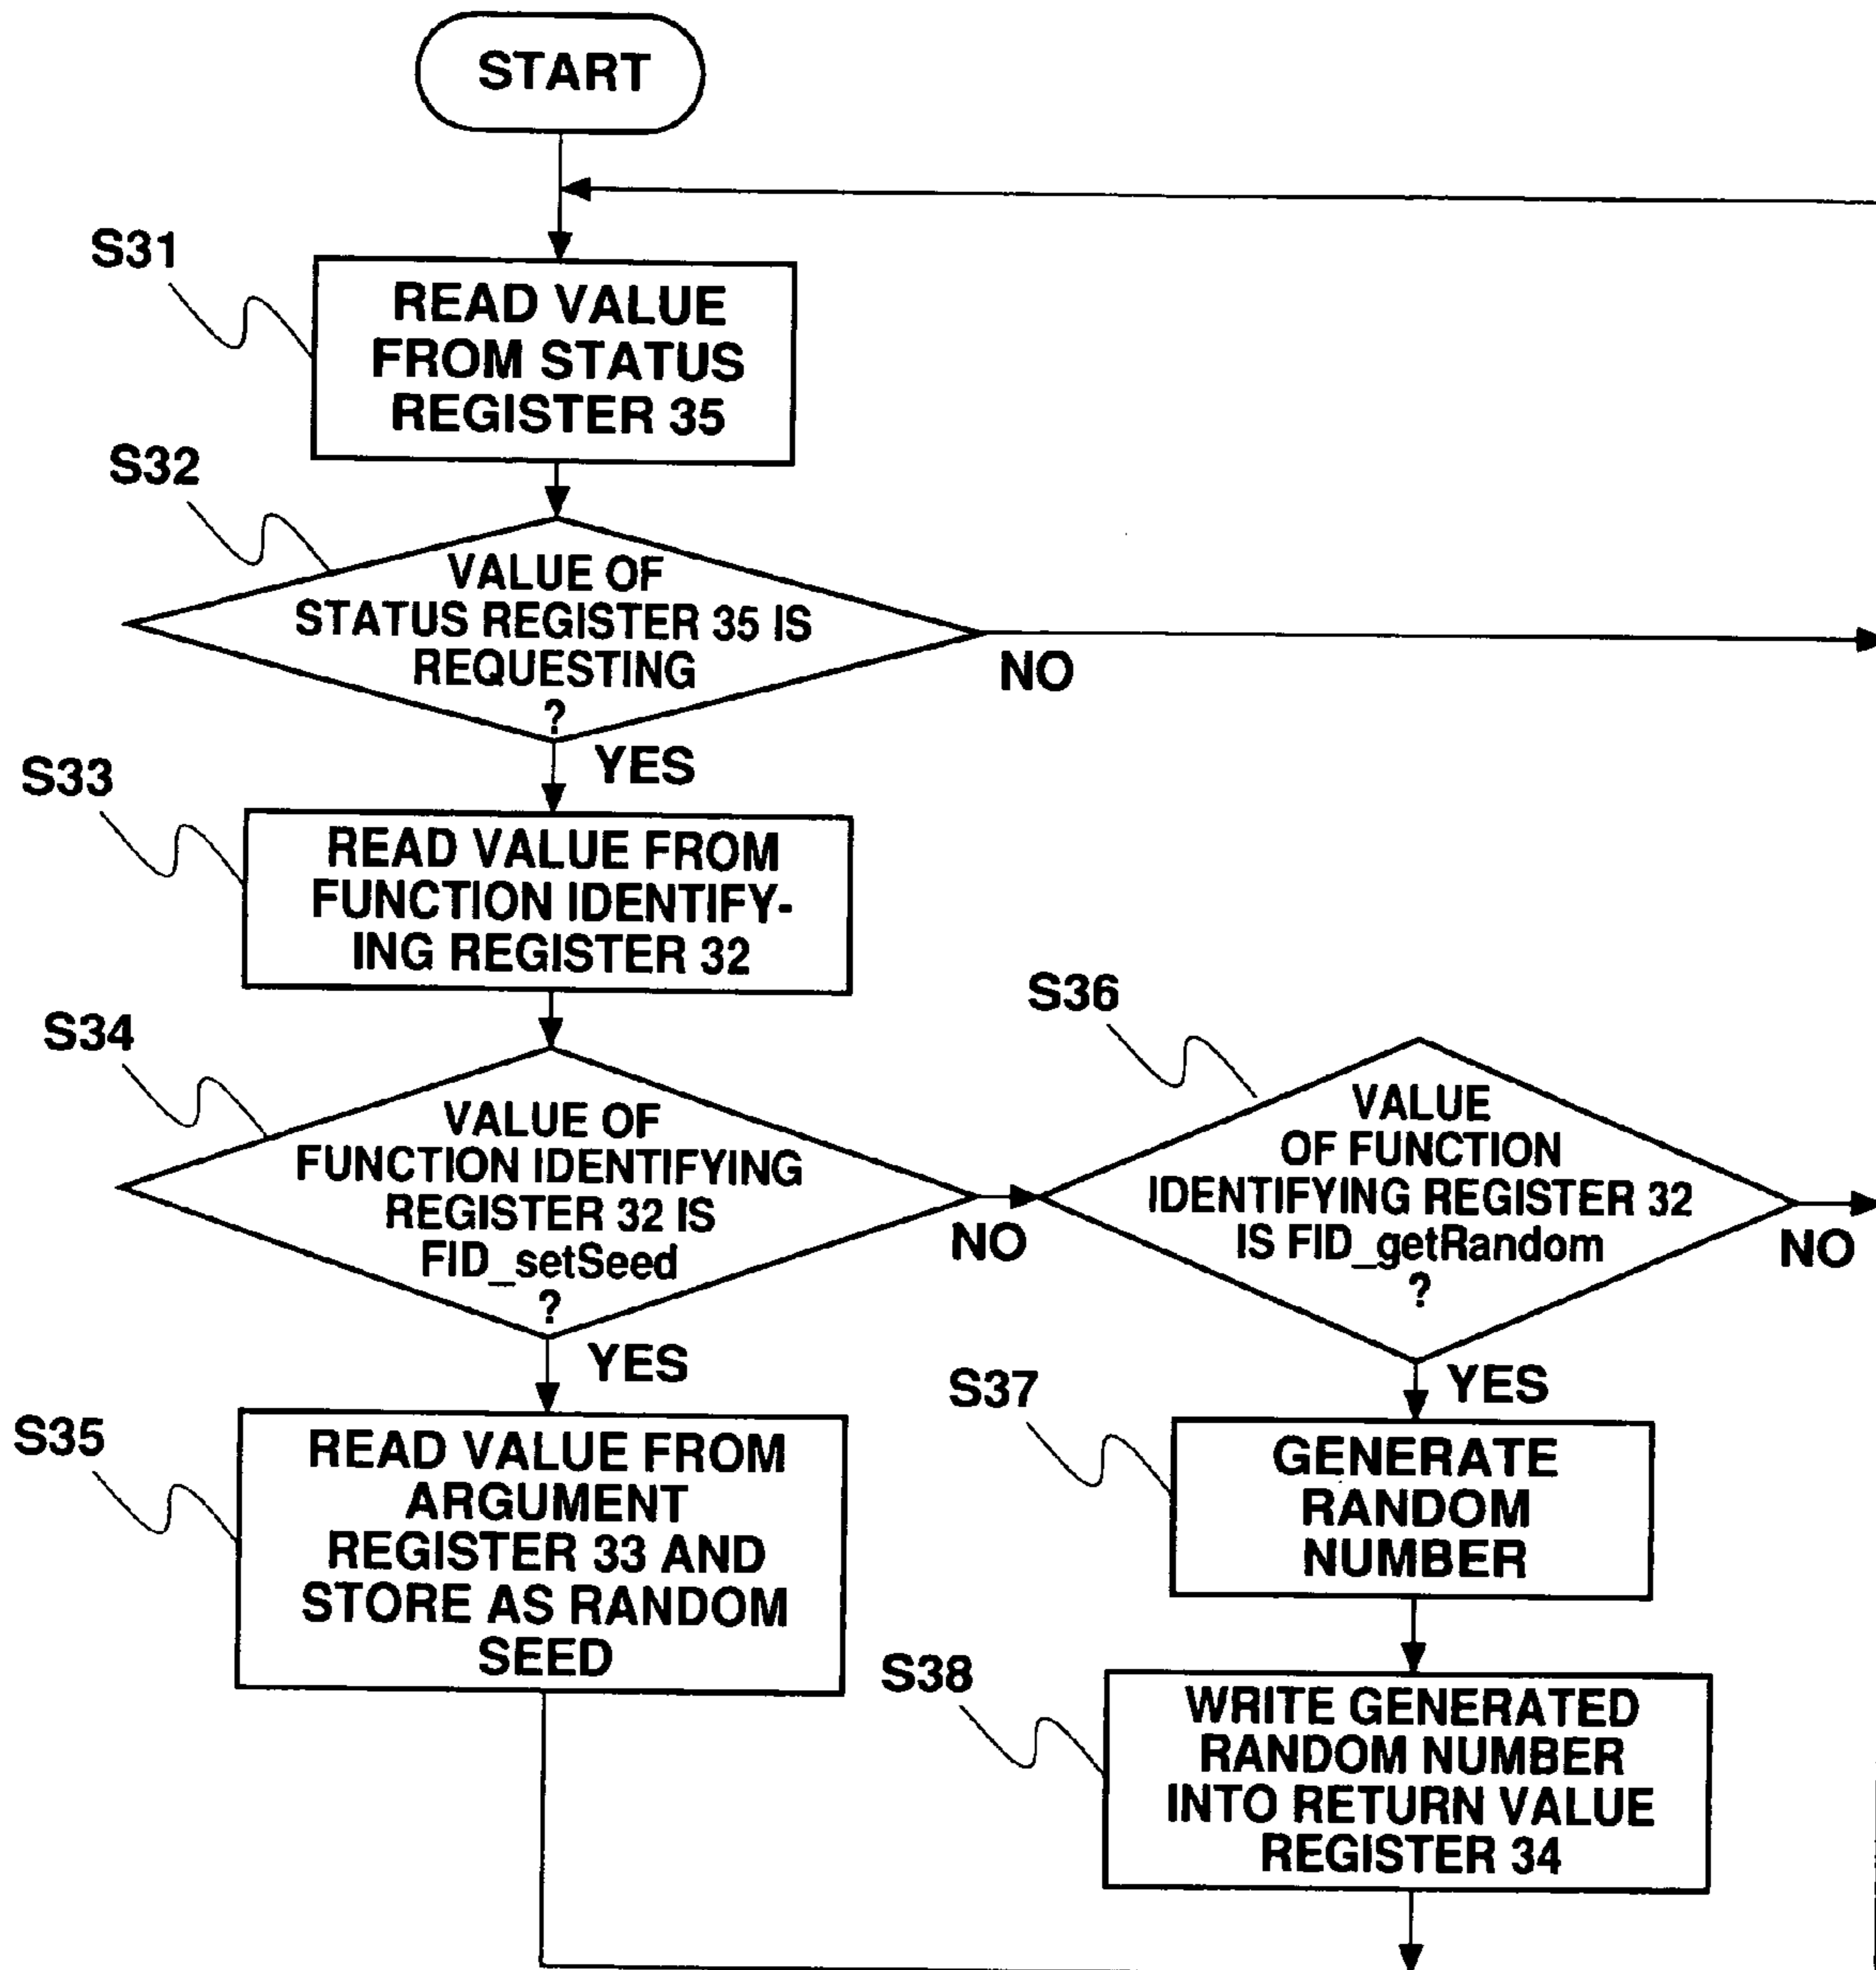 START
S31
READ VALUE
FROM STATUS
REGISTER 35
S32
VALUE OF
STATUS REGISTER 35 IS
REQUESTING
?
NO
YES
S33
READ VALUE FROM
FUNCTION IDENTIFY-
ING REGISTER 32
S34
VALUE OF
FUNCTION IDENTIFYING
REGISTER 32 IS
FID_setSeed
?
NO
YES
S35
READ VALUE FROM
ARGUMENT
REGISTER 33 AND
STORE AS RANDOM
SEED
S36
VALUE
OF FUNCTION
IDENTIFYING REGISTER 32
IS FID_getRandom
?
NO
YES
S37
GENERATE
RANDOM
NUMBER
S38
WRITE GENERATED
RANDOM NUMBER
INTO RETURN VALUE
REGISTER 34